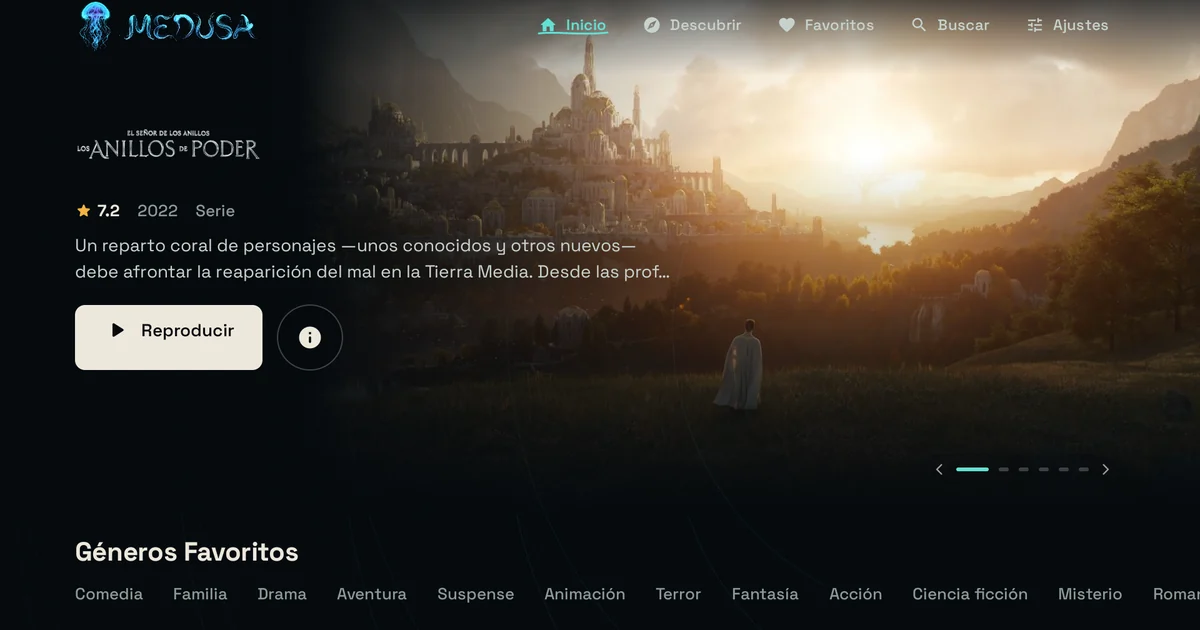 MEDUSA
Inicio
Descubrir
Favoritos
Buscar
Ajustes
EL SEÑOR DE LOS ANILLOS
LOS ANILLOS DE PODER
7.2 2022 Serie
Un reparto coral de personajes —unos conocidos y otros nuevos—
debe afrontar la reaparición del mal en la Tierra Media. Desde las prof...
Reproducir
Géneros Favoritos
Comedia Familia Drama Aventura Suspense Animación Terror Fantasía Acción Ciencia ficción Misterio Roman